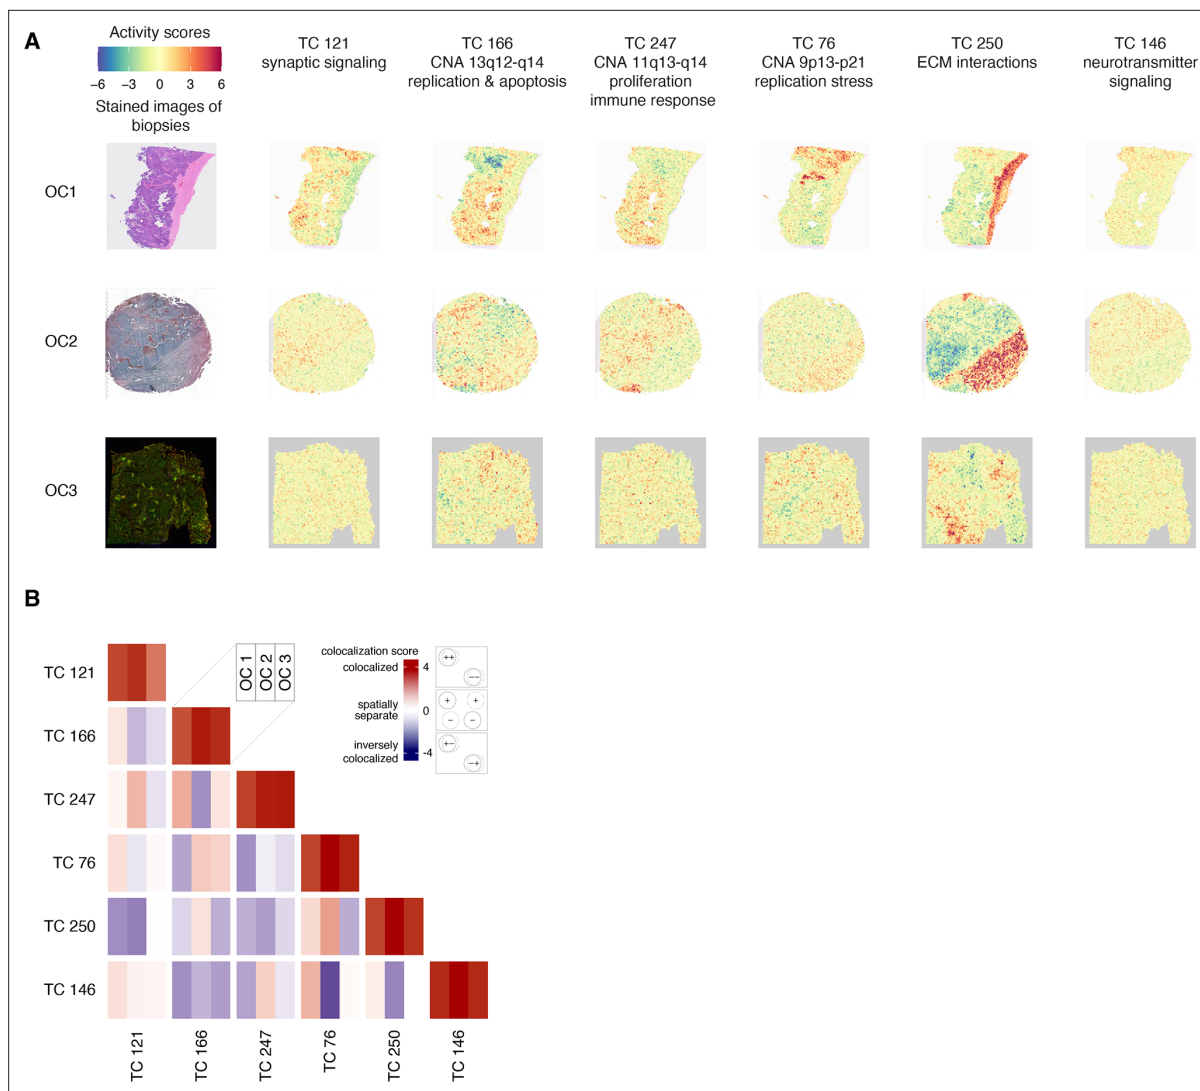 A
Activity scores
−6 −3 0 3 6
Stained images of
biopsies
TC 121
synaptic signaling
TC 166
CNA 13q12-q14
replication & apoptosis
TC 247
CNA 11q13-q14
proliferation
immune response
TC 76
CNA 9p13-p21
replication stress
TC 250
ECM interactions
TC 146
neurotransmitter
signaling
OC1
OC2
OC3
B
TC 121
TC 166
TC 247
TC 76
TC 250
TC 146
OC 1
OC 2
OC 3
colocalization score
colocalized
spatially
separate
inversely
colocalized
4
0
-4
++
−−
+ +
− −
+−
−+
TC 121
TC 166
TC 247
TC 76
TC 250
TC 146